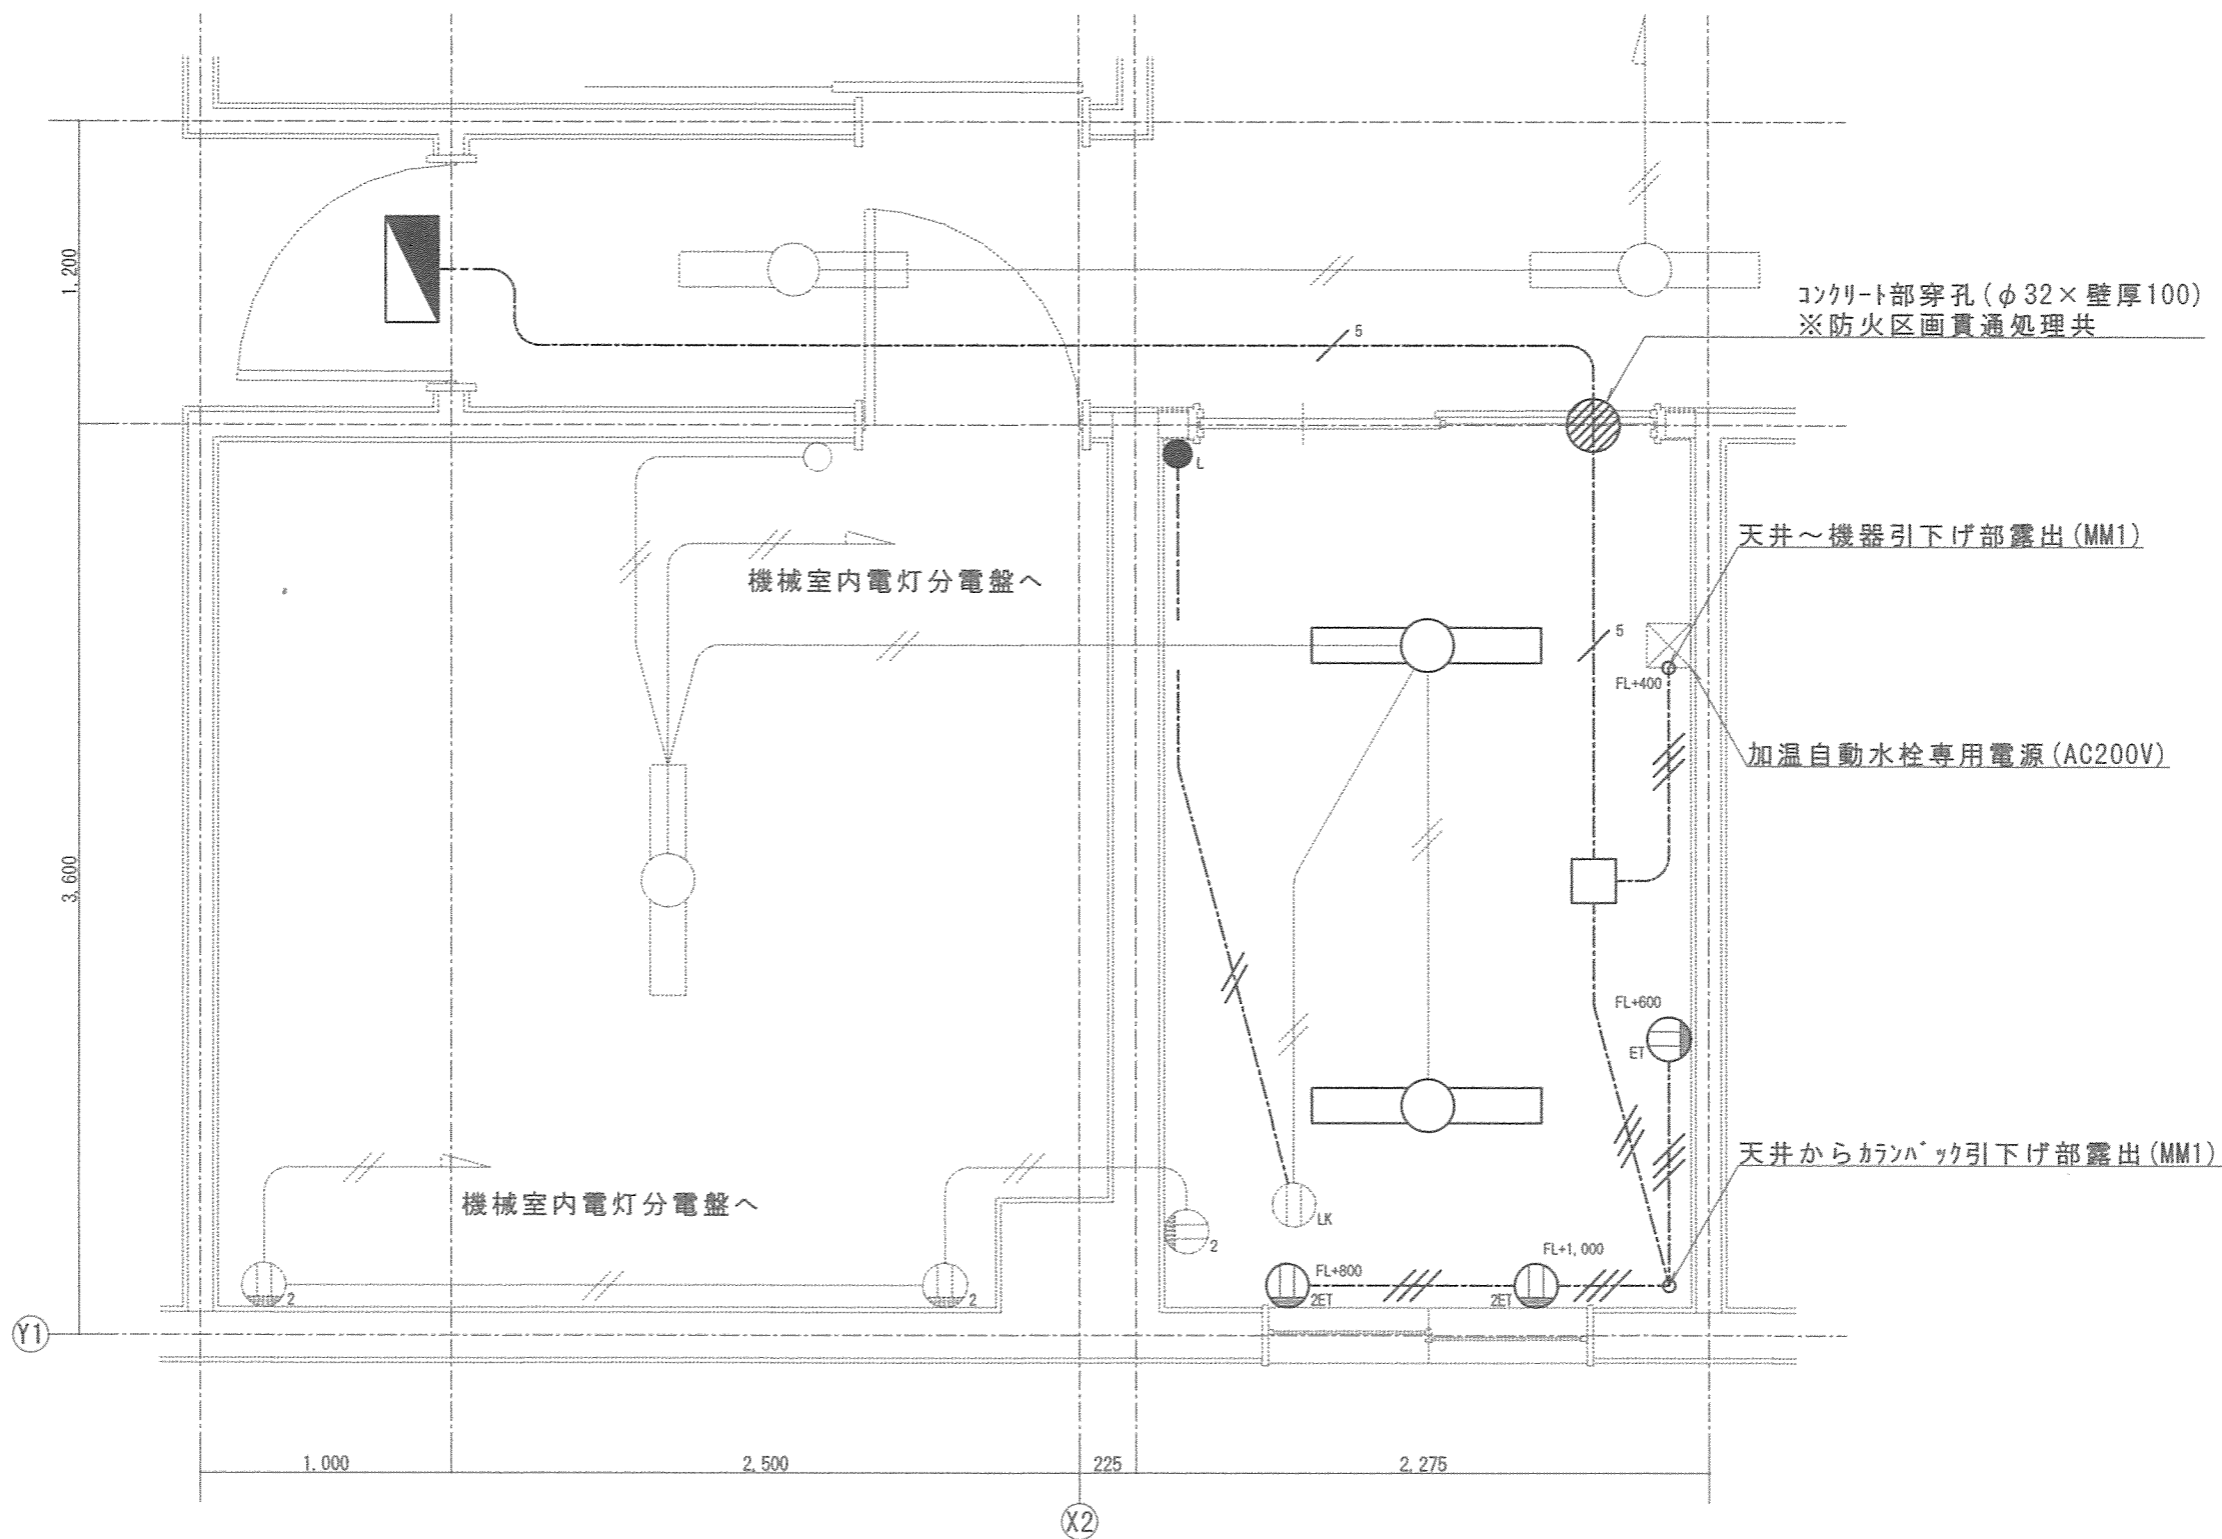 1,200
5
コンクリート部穿孔(φ32×壁厚100)
※防火区画貫通処理共
L
天井～機器引下げ部露出(MM1)
機械室内電灯分電盤へ
5
FL+400
加温自動水栓専用電源(AC200V)
3,600
FL+600
ET
天井からカランバック引下げ部露出(MM1)
機械室内電灯分電盤へ
LK
2
FL+1,000
FL+800
2
2
2ET
2ET
Y1
1.000
2,500
225
2,275
X2